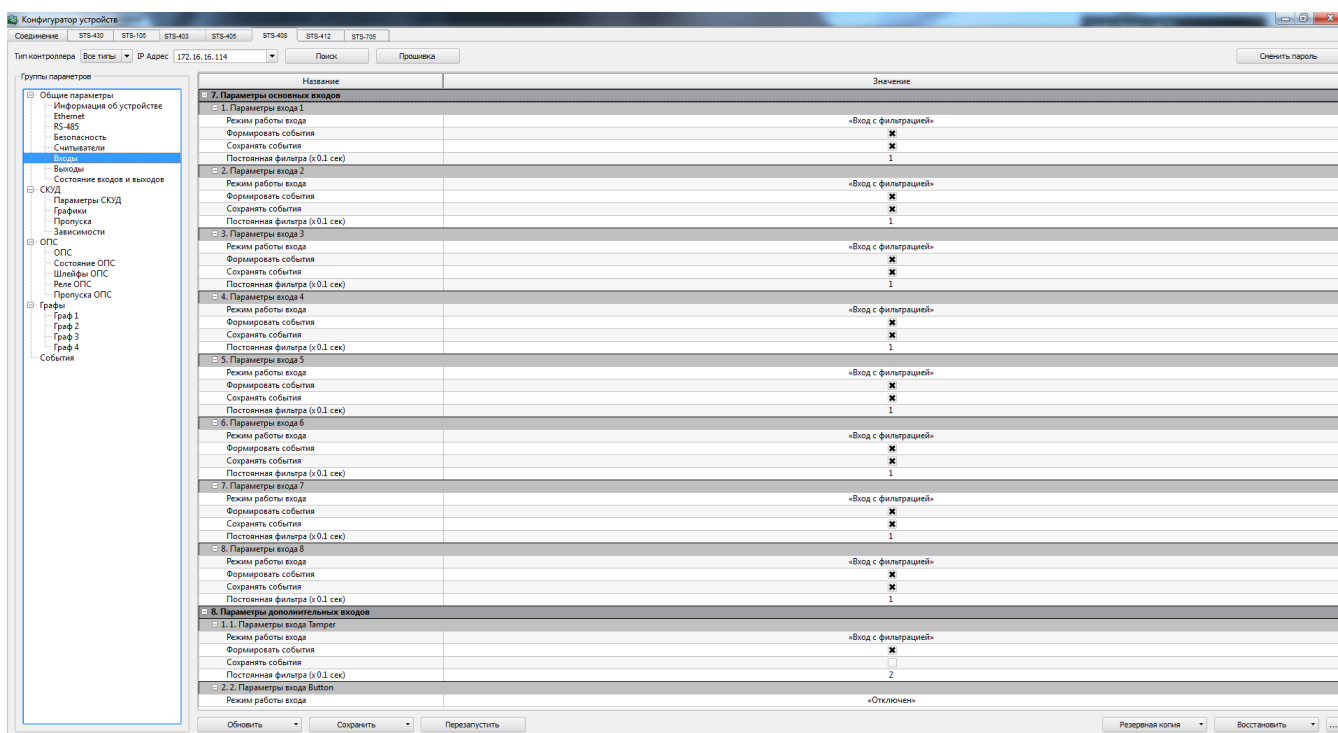 Конфигуратор устройств
Соединение STS-430 STS-105 STS-403 STS-405 STS-408 STS-412 STS-705
Тип контроллера Все типы IP Адрес 172.16.16.114 Поиск Прошивка Сменить пароль
Группы параметров
Общие параметры
Информация об устройстве
Ethernet
RS-485
Безопасность
Считыватели
Входы
Выходы
Состояние входов и выходов
СКУД
Параметры СКУД
Графики
Пропуска
Зависимости
ОПС
ОПС
Состояние ОПС
Шлейфы ОПС
Реле ОПС
Пропуска ОПС
Графы
Граф 1
Граф 2
Граф 3
Граф 4
События
Название Значение
7. Параметры основных входов
1. Параметры входа 1
Режим работы входа «Вход с фильтрацией»
Формировать события
Сохранять события
Постоянная фильтра (x 0.1 сек) 1
2. Параметры входа 2
Режим работы входа «Вход с фильтрацией»
Формировать события
Сохранять события
Постоянная фильтра (x 0.1 сек) 1
3. Параметры входа 3
Режим работы входа «Вход с фильтрацией»
Формировать события
Сохранять события
Постоянная фильтра (x 0.1 сек) 1
4. Параметры входа 4
Режим работы входа «Вход с фильтрацией»
Формировать события
Сохранять события
Постоянная фильтра (x 0.1 сек) 1
5. Параметры входа 5
Режим работы входа «Вход с фильтрацией»
Формировать события
Сохранять события
Постоянная фильтра (x 0.1 сек) 1
6. Параметры входа 6
Режим работы входа «Вход с фильтрацией»
Формировать события
Сохранять события
Постоянная фильтра (x 0.1 сек) 1
7. Параметры входа 7
Режим работы входа «Вход с фильтрацией»
Формировать события
Сохранять события
Постоянная фильтра (x 0.1 сек) 1
8. Параметры входа 8
Режим работы входа «Вход с фильтрацией»
Формировать события
Сохранять события
Постоянная фильтра (x 0.1 сек) 1
8. Параметры дополнительных входов
1. 1. Параметры входа Tamper
Режим работы входа «Вход с фильтрацией»
Формировать события
Сохранять события
Постоянная фильтра (x 0.1 сек) 2
2. 2. Параметры входа Button
Режим работы входа «Отключен»
Обновить Сохранить Перезапустить Резервная копия Восстановить ...